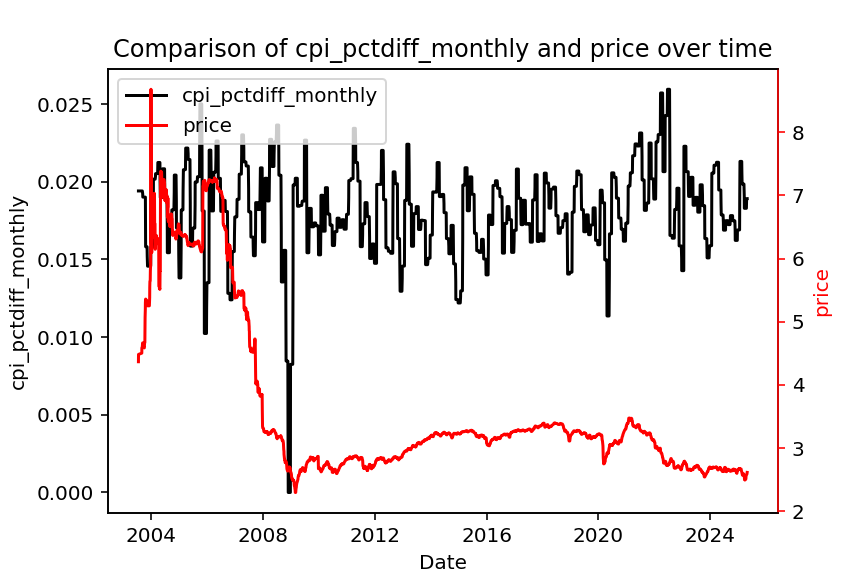 Comparison of cpi_pctdiff_monthly and price over time
cpi_pctdiff_monthly
price
0.025
0.020
0.015
0.010
0.005
0.000
cpi_pctdiff_monthly
8
7
6
5
4
3
2
price
2004 2008 2012 2016 2020 2024
Date